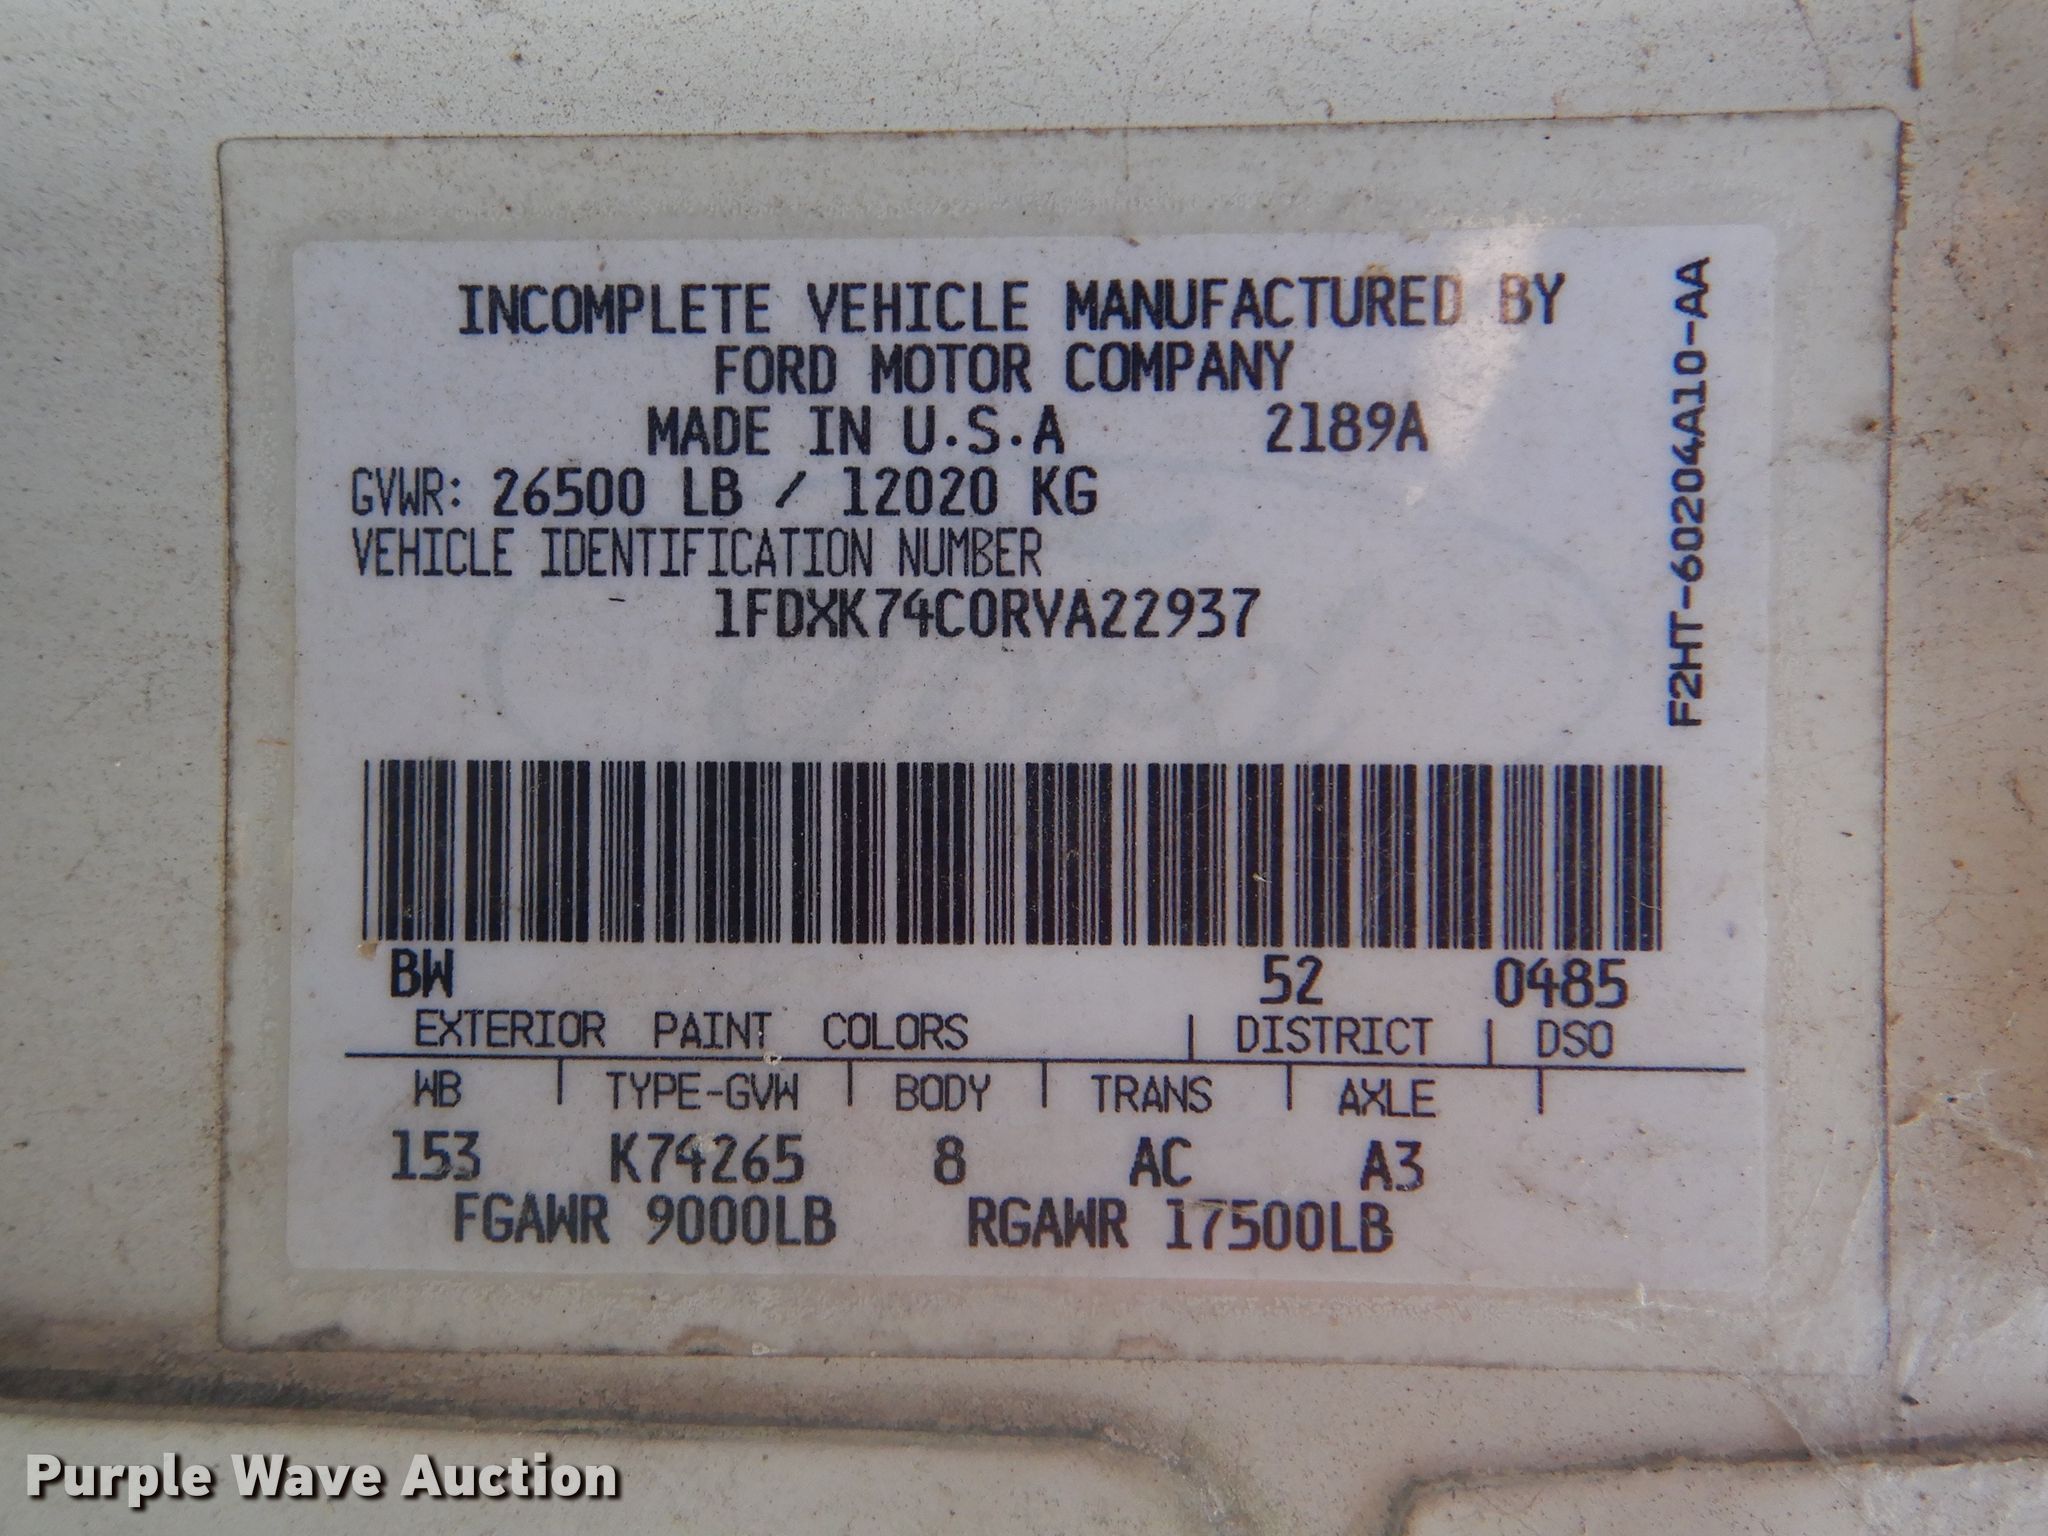 INCOMPLETE VEHICLE MANUFACTURED BY
FORD MOTOR COMPANY
MADE IN U.S.A 2189A
GVWR: 26500 LB / 12020 KG
VEHICLE IDENTIFICATION NUMBER
1FDXK74C0RVA22937
F2HT-60204A10-AA
BW 52 0485
EXTERIOR PAINT COLORS | DISTRICT | DSO
WB | TYPE-GVW | BODY | TRANS | AXLE |
153 K74265 8 AC A3
FGAWR 9000LB RGAWR 17500LB
Purple Wave Auction